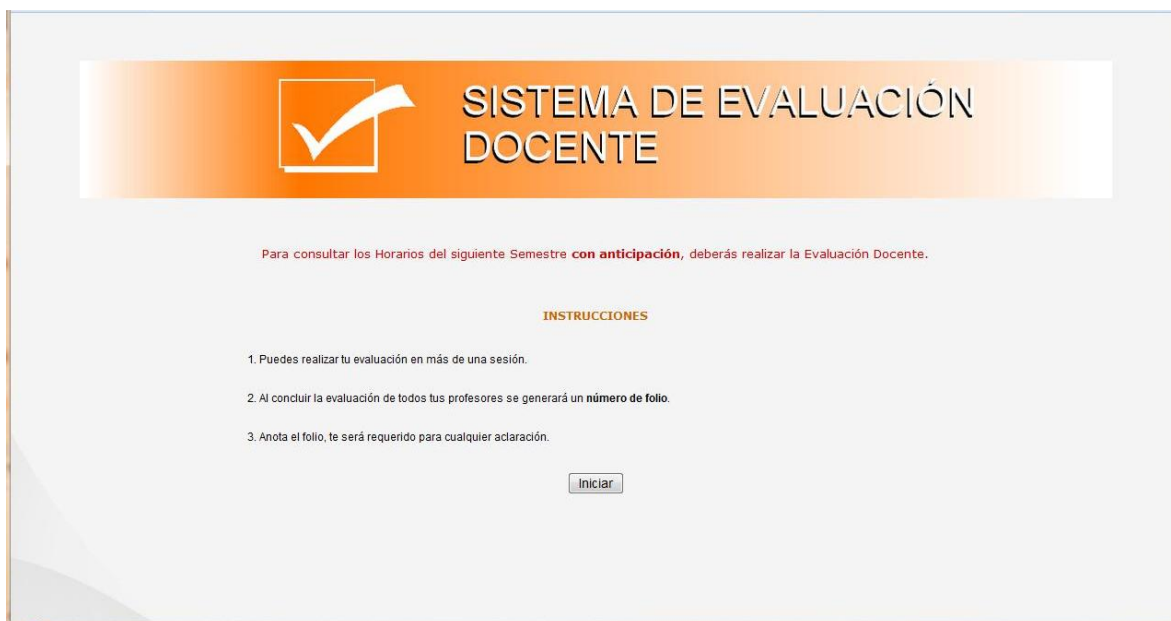 SISTEMA DE EVALUACIÓN
DOCENTE
Para consultar los Horarios del siguiente Semestre con anticipación, deberás realizar la Evaluación Docente.
INSTRUCCIONES
1. Puedes realizar tu evaluación en más de una sesión.
2. Al concluir la evaluación de todos tus profesores se generará un número de folio.
3. Anota el folio, te será requerido para cualquier aclaración.
Iniciar